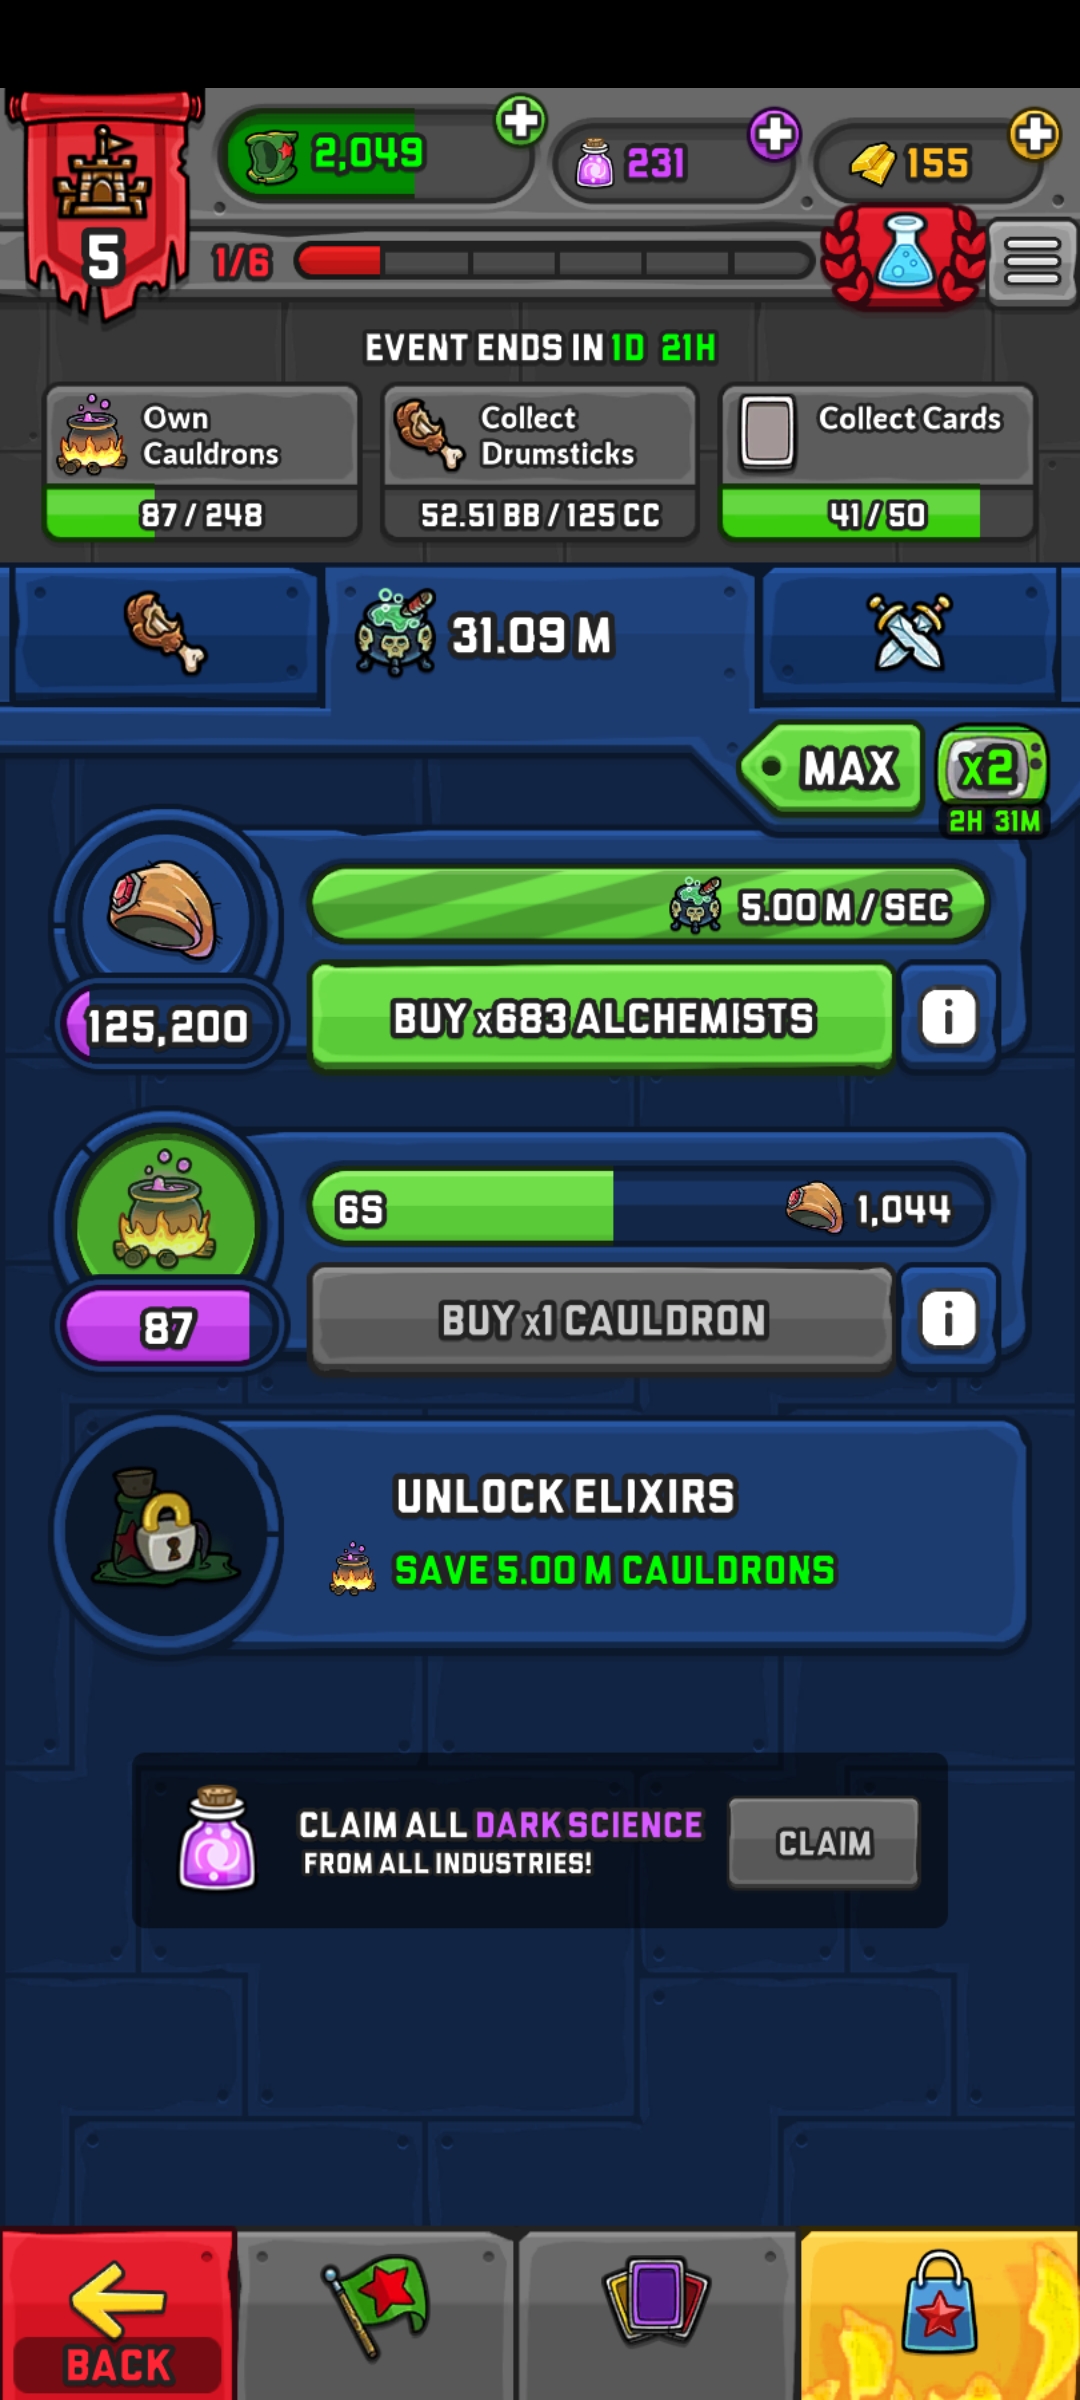 2,049
231
155
5
1/6
EVENT ENDS IN 1D 21H
Own
Cauldrons
87 / 248
Collect
Drumsticks
52.51 BB / 125 CC
Collect Cards
41 / 50
31.09 M
MAX
x2
2H 31M
5.00 M / SEC
125,200
BUY x683 ALCHEMISTS
i
6S
1,044
87
BUY x1 CAULDRON
i
UNLOCK ELIXIRS
SAVE 5.00 M CAULDRONS
CLAIM ALL DARK SCIENCE
FROM ALL INDUSTRIES!
CLAIM
BACK